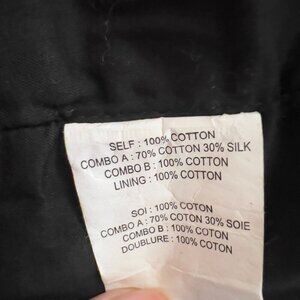 SELF : 100% COTTON
COMBO A : 70% COTTON 30% SILK
COMBO B : 100% COTTON
LINING : 100% COTTON
SOI : 100% COTON
COMBO A : 70% COTON 30% SOIE
COMBO B : 100% COTON
DOUBLURE : 100% COTON